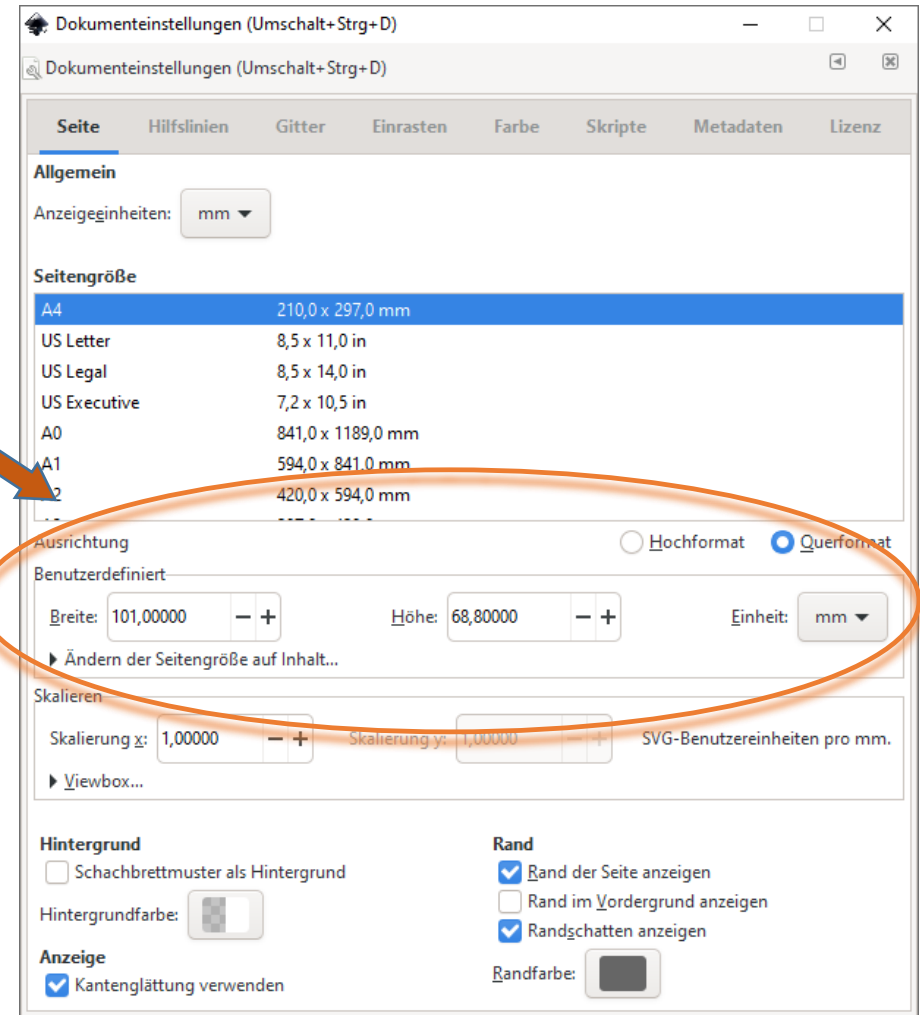 Dokumenteinstellungen (Umschalt+Strg+D)
Dokumenteinstellungen (Umschalt+Strg+D)
Seite Hilfslinien Gitter Einrasten Farbe Skripte Metadaten Lizenz
Allgemein
Anzeigeeinheiten: mm
Seitengröße
A4 210,0 x 297,0 mm
US Letter 8,5 x 11,0 in
US Legal 8,5 x 14,0 in
US Executive 7,2 x 10,5 in
A0 841,0 x 1189,0 mm
A1 594,0 x 841,0 mm
2 420,0 x 594,0 mm
Ausrichtung Hochformat Querformat
Benutzerdefiniert
Breite: 101,00000 − + Höhe: 68,80000 − + Einheit: mm
Ändern der Seitengröße auf Inhalt...
Skalieren
Skalierung x: 1,00000 − + Skalierung y: 1,00000 − + SVG-Benutzereinheiten pro mm.
Viewbox...
Hintergrund Rand
Schachbrettmuster als Hintergrund Rand der Seite anzeigen
Rand im Vordergrund anzeigen
Hintergrundfarbe: Randschatten anzeigen
Anzeige
Kantenglättung verwenden Randfarbe: